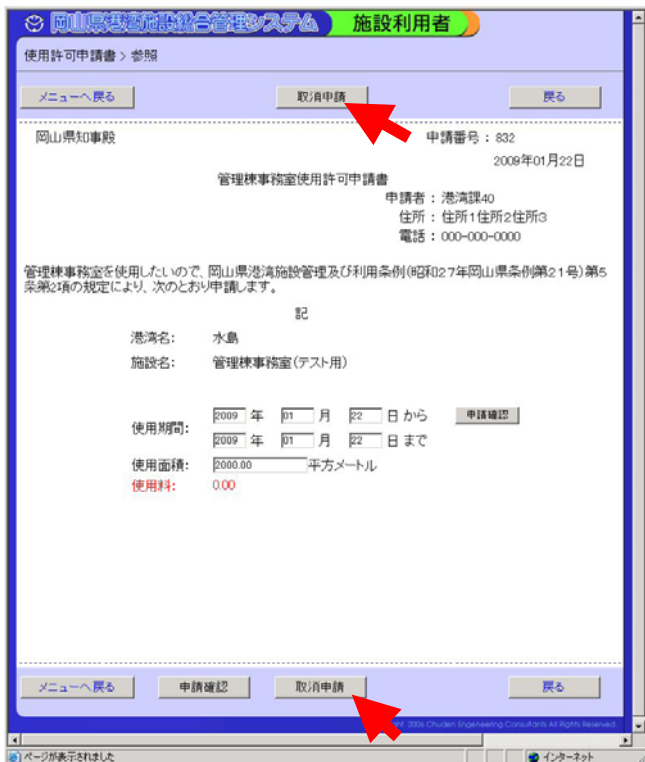 岡山県港湾施設総合管理システム 施設利用者
使用許可申請書 > 参照
メニューへ戻る 取消申請 戻る
岡山県知事殿 申請番号 : 832
2009年01月22日
管理棟事務室使用許可申請書
申請者 : 港湾課40
住所 : 住所1住所2住所3
電話 : 000-000-0000
管理棟事務室を使用したいので、岡山県港湾施設管理及び利用条例(昭和27年岡山県条例第21号)第5
条第2項の規定により、次のとおり申請します。
記
港湾名: 水島
施設名: 管理棟事務室(テスト用)
使用期間: 2009 年 01 月 22 日 から 申請確認
2009 年 01 月 22 日 まで
使用面積: 2000.00 平方メートル
使用料: 0.00
メニューへ戻る 申請確認 取消申請 戻る
2006 Chuden Engeneering Consultants All Rights Reserved.
ページが表示されました インターネット